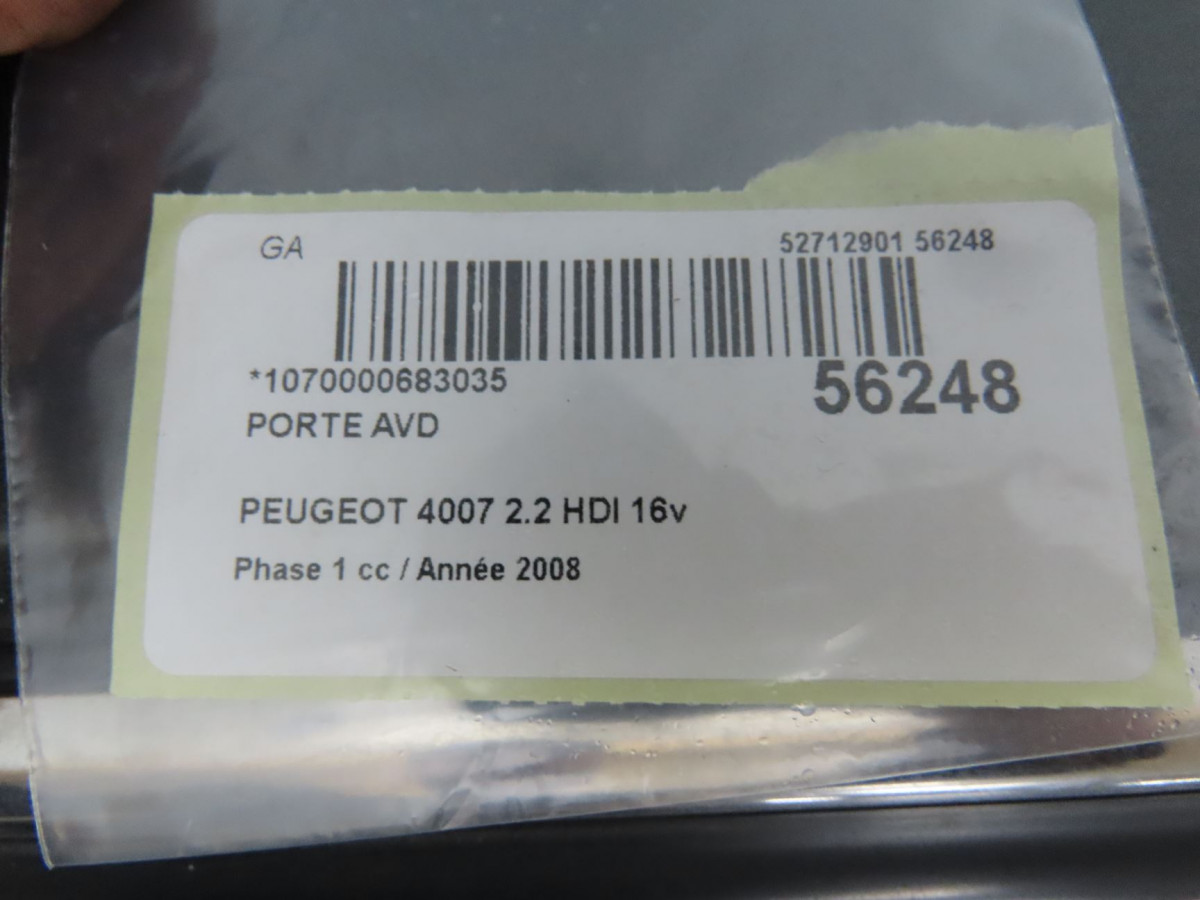 GA
52712901 56248
*1070000683035
56248
PORTE AVD
PEUGEOT 4007 2.2 HDI 16v
Phase 1 cc / Année 2008